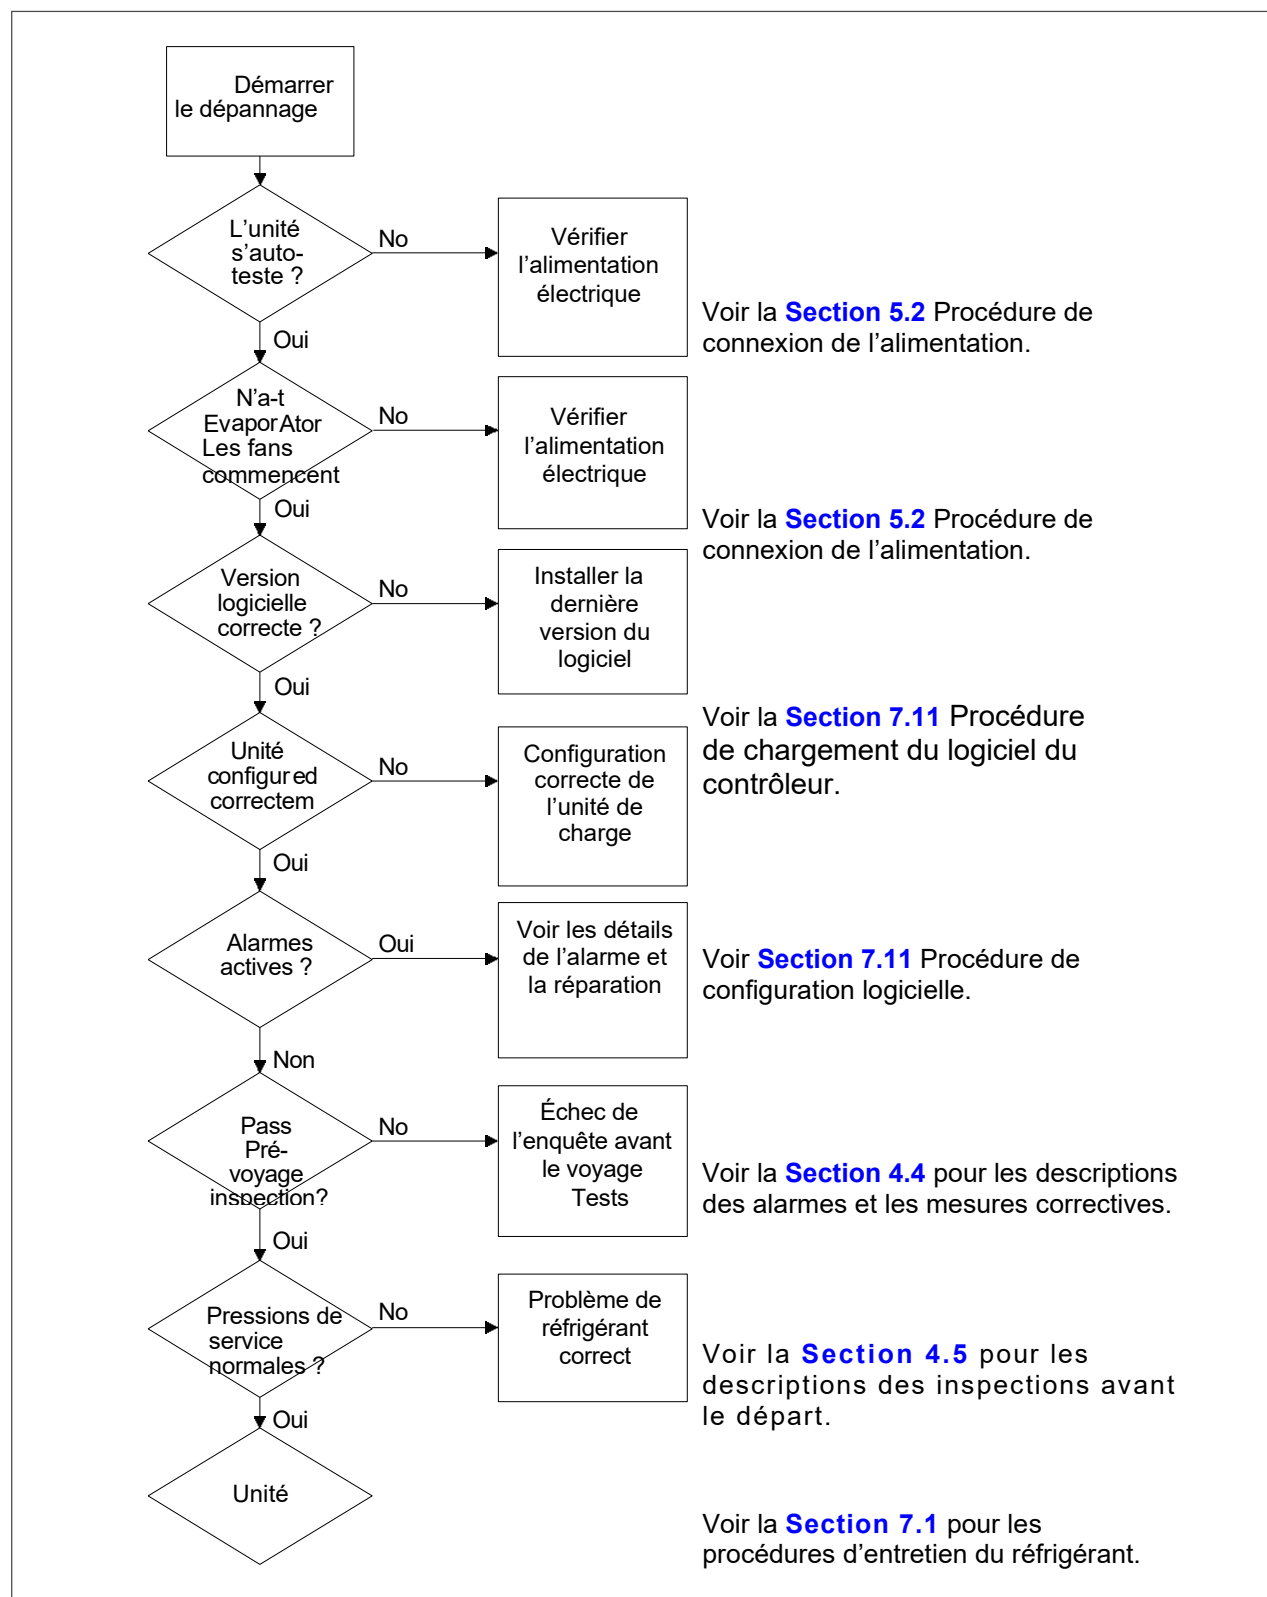 Démarrer
le dépannage
L’unité
s’auto-
teste ?
No
Vérifier
l’alimentation
électrique
Voir la Section 5.2 Procédure de
connexion de l’alimentation.
Oui
N’a-t
EvaporAtor
Les fans
commencent
No
Vérifier
l’alimentation
électrique
Voir la Section 5.2 Procédure de
connexion de l’alimentation.
Oui
Version
logicielle
correcte ?
No
Installer la
dernière
version du
logiciel
Voir la Section 7.11 Procédure
de chargement du logiciel du
contrôleur.
Oui
Unité
configured
correctem
No
Configuration
correcte de
l’unité de
charge
Oui
Alarmes
actives ?
Oui
Voir les détails
de l’alarme et
la réparation
Voir Section 7.11 Procédure de
configuration logicielle.
Non
Pass
Pré-
voyage
inspection?
No
Échec de
l’enquête avant
le voyage
Tests
Voir la Section 4.4 pour les descriptions
des alarmes et les mesures correctives.
Oui
Pressions de
service
normales ?
No
Problème de
réfrigérant
correct
Voir la Section 4.5 pour les
descriptions des inspections avant
le départ.
Oui
Unité
Voir la Section 7.1 pour les
procédures d’entretien du réfrigérant.